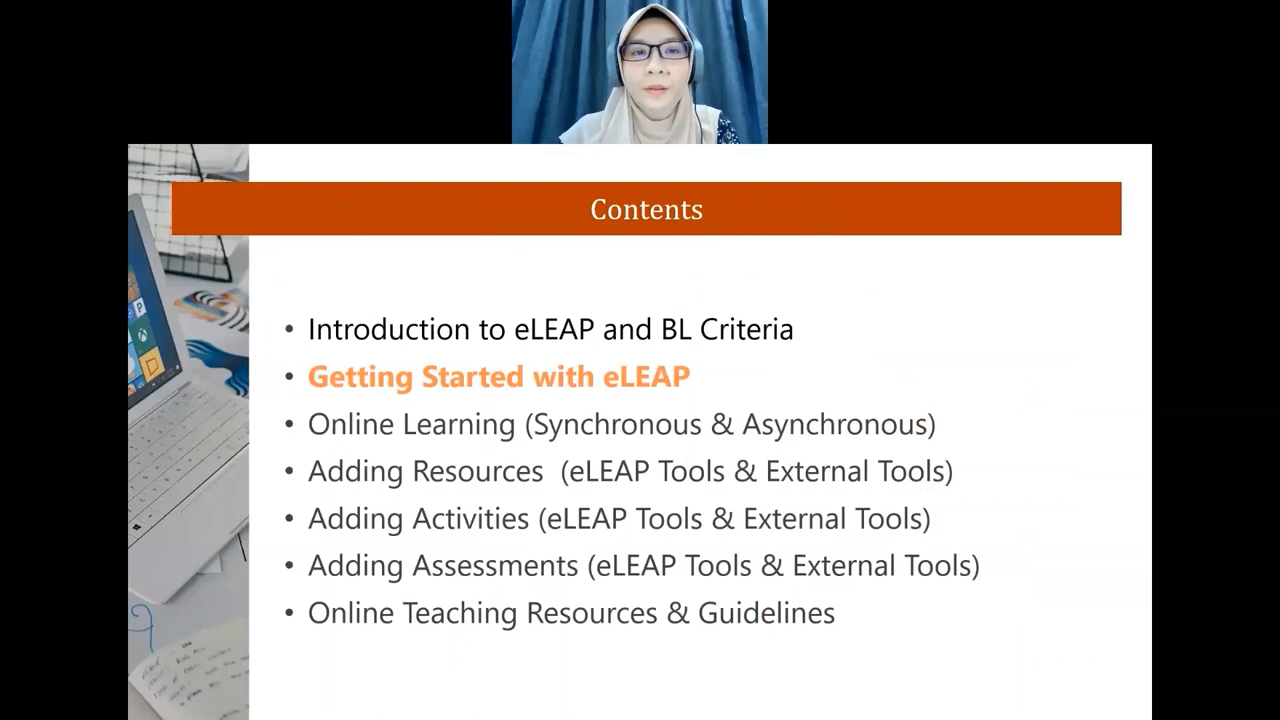 Contents
• Introduction to eLEAP and BL Criteria
• Getting Started with eLEAP
• Online Learning (Synchronous & Asynchronous)
• Adding Resources (eLEAP Tools & External Tools)
• Adding Activities (eLEAP Tools & External Tools)
• Adding Assessments (eLEAP Tools & External Tools)
• Online Teaching Resources & Guidelines